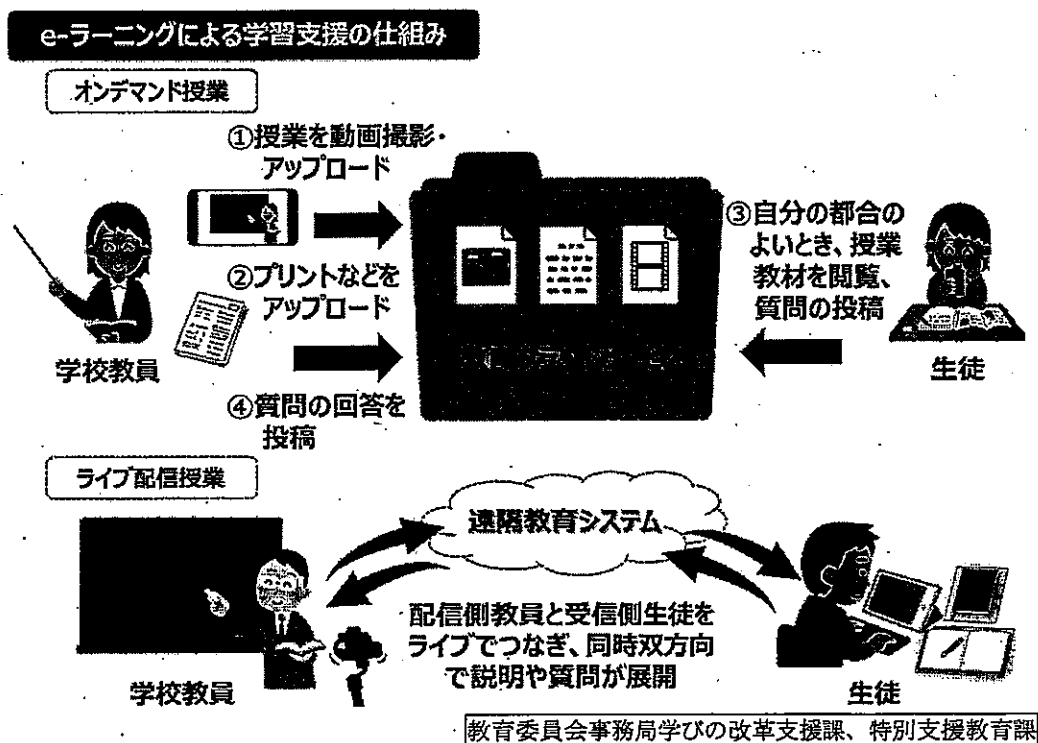 e-ラーニングによる学習支援の仕組み
オンデマンド授業
①授業を動画撮影・
アップロード
②プリントなどを
アップロード
学校教員
④質問の回答を
投稿
③自分の都合の
よいとき、授業
教材を閲覧、
質問の投稿
生徒
ライブ配信授業
遠隔教育システム
配信側教員と受信側生徒を
ライブでつなぎ、同時双方向
で説明や質問が展開
学校教員
生徒
教育委員会事務局学びの改革支援課、特別支援教育課